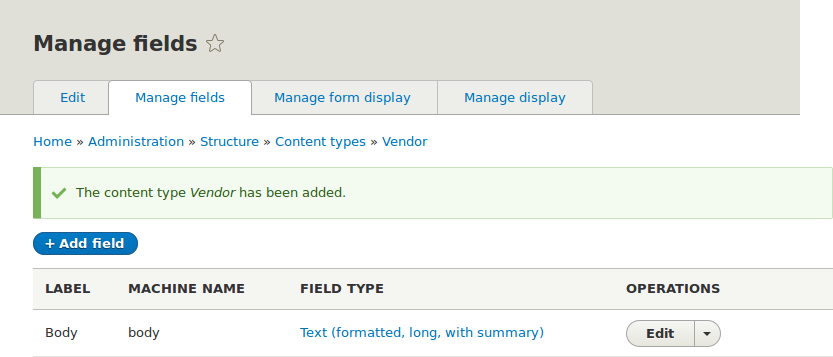 Manage fields
Edit Manage fields Manage form display Manage display
Home » Administration » Structure » Content types » Vendor
The content type Vendor has been added.
+ Add field
LABEL MACHINE NAME FIELD TYPE OPERATIONS
Body body Text (formatted, long, with summary) Edit